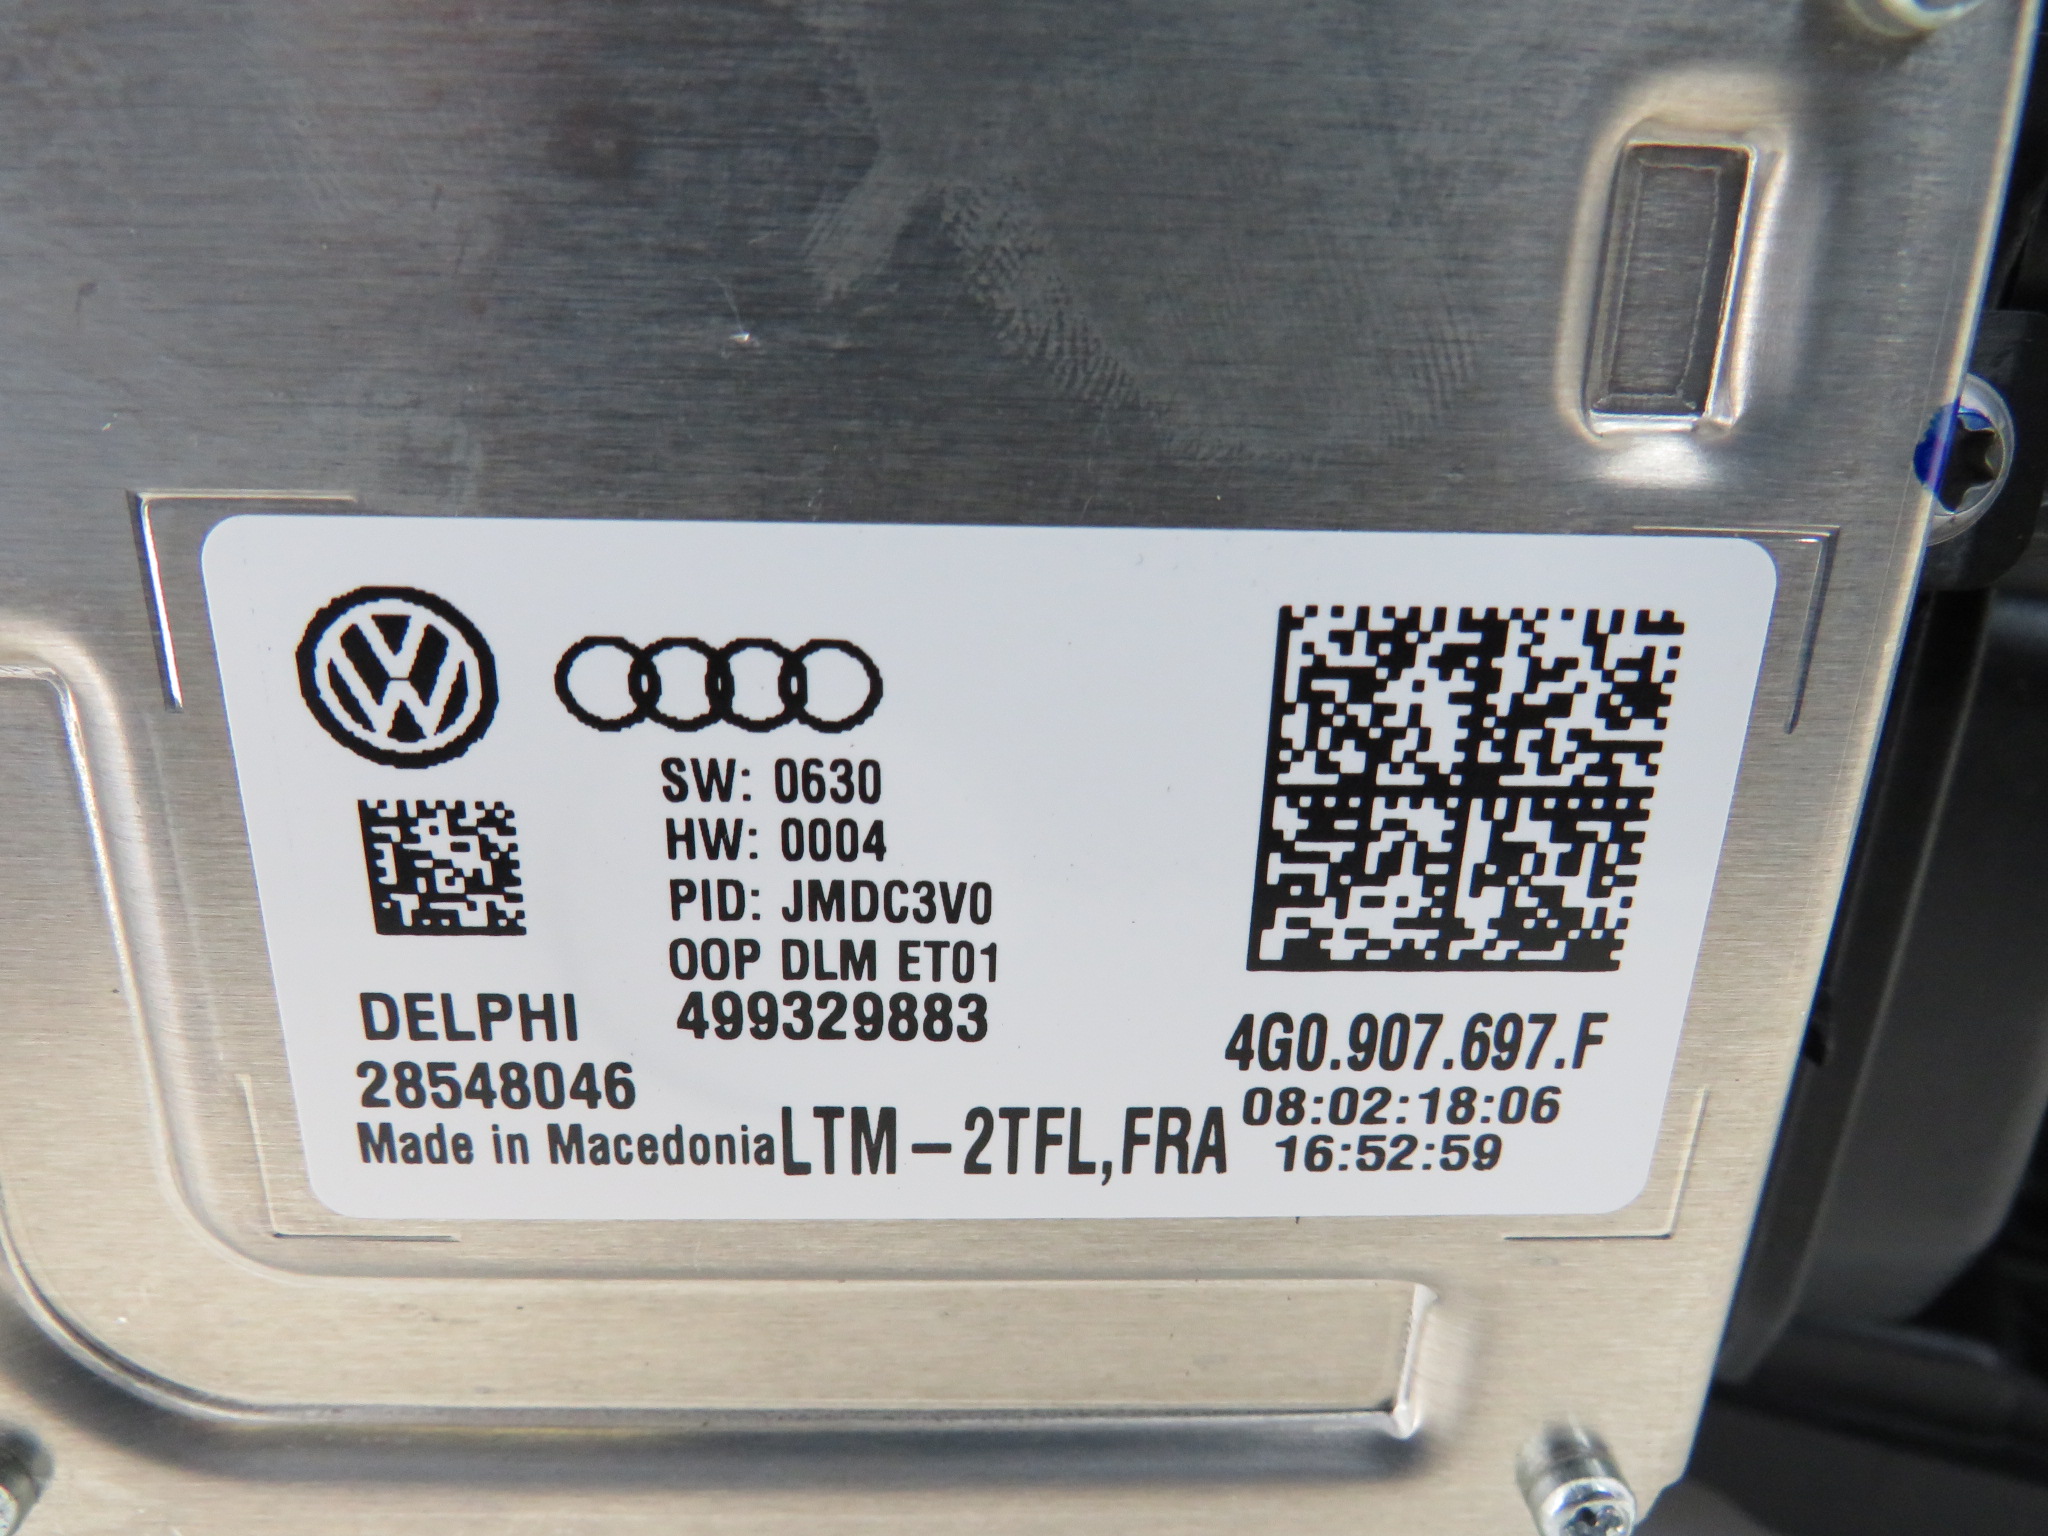 SW: 0630
HW: 0004
PID: JMDC3V0
OOP DLM ET01
DELPHI 499329883
28548046
Made in Macedonia LTM-2TFL,FRA
4G0.907.697.F
08:02:18:06
16:52:59